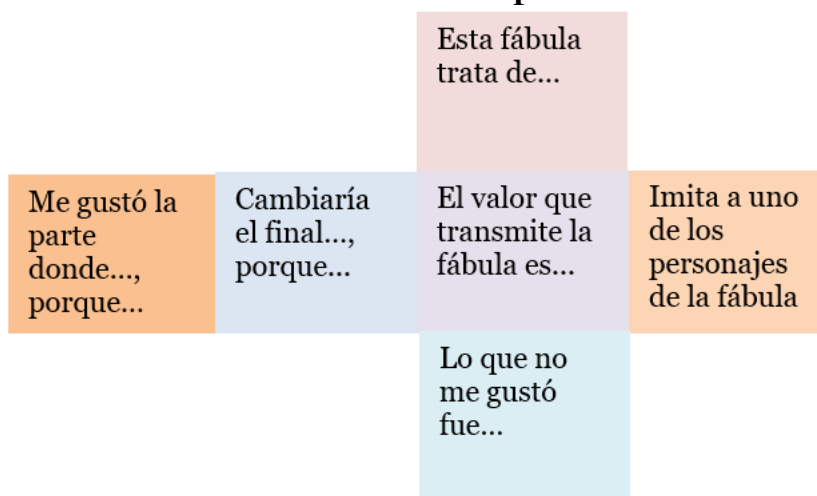 Esta fábula
trata de...
Me gustó la
parte
donde...,
porque...
Cambiaría
el final...,
porque...
El valor que
transmite la
fábula es...
Imita a uno
de los
personajes
de la fábula
Lo que no
me gustó
fue...